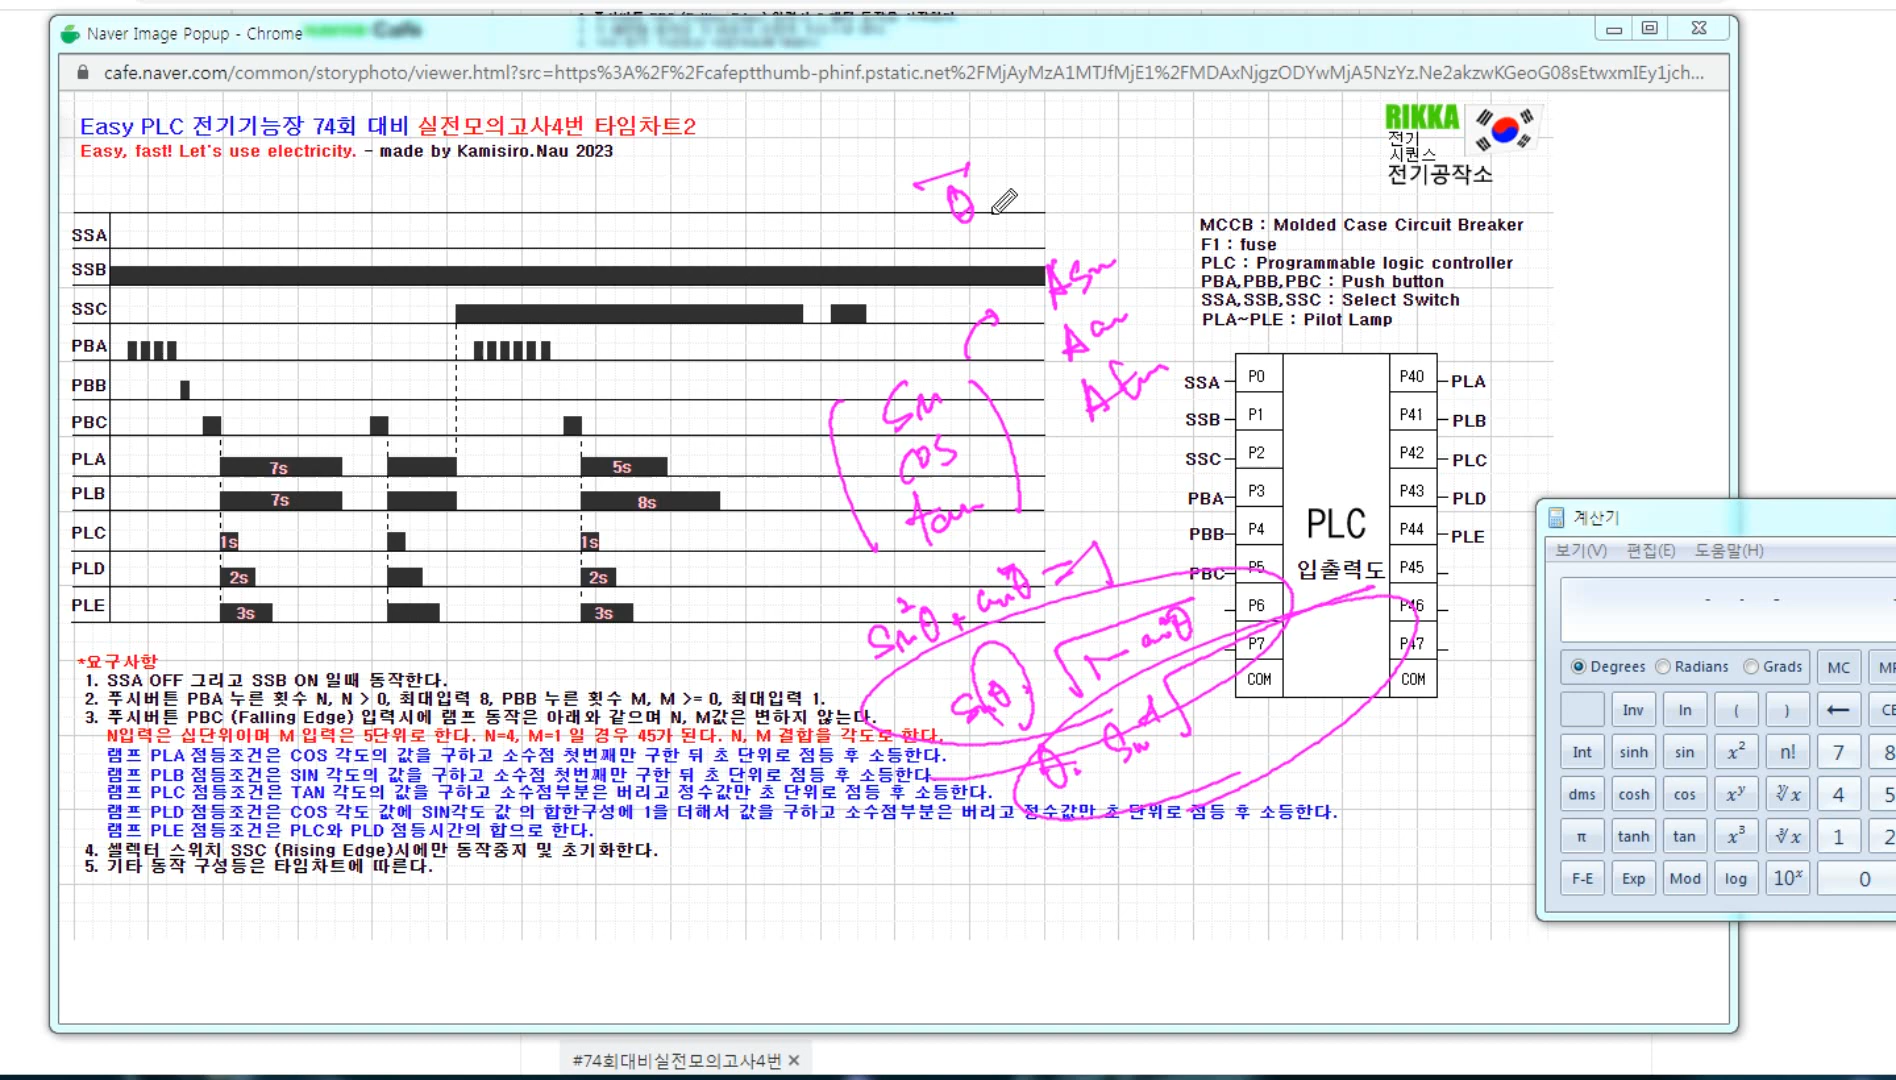 Naver Image Popup - Chrome
cafe.naver.com/common/storyphoto/viewer.html?src=https%3A%2F%2Fcafeptthumb-phinf.pstatic.net%2FMjAyMzA1MTJfMjE1%2FMDAxNjgzODYwMjA5NzYz.Ne2akzwKGeoG08sEtwxmIEy1jch...
Easy PLC 전기기능장 74회 대비 실전모의고사4번 타임차트2
Easy, fast! Let's use electricity. - made by Kamisiro.Nau 2023
RIKKA
전기
시퀀스
전기공작소
MCCB : Molded Case Circuit Breaker
F1 : fuse
PLC : Programmable logic controller
PBA,PBB,PBC : Push button
SSA,SSB,SSC : Select Switch
PLA~PLE : Pilot Lamp
SSA
SSB
SSC
PBA
PBB
PBC
PLA 7s 5s
PLB 7s 8s
PLC 1s 1s
PLD 2s 2s
PLE 3s 3s
θ
Sin
cos
tan
SSA P0 P40 PLA
SSB P1 P41 PLB
SSC P2 P42 PLC
PBA P3 P43 PLD
PBB P4 P44 PLE
PBC P5 P45
P6 P46
P7 P47
COM COM
PLC
입출력도
*요구사항
1. SSA OFF 그리고 SSB ON 일때 동작한다.
2. 푸시버튼 PBA 누른 횟수 N, N > 0, 최대입력 8, PBB 누른 횟수 M, M >= 0, 최대입력 1.
3. 푸시버튼 PBC (Falling Edge) 입력시에 램프 동작은 아래와 같으며 N, M값은 변하지 않는다.
N입력은 십단위이며 M 입력은 5단위로 한다. N=4, M=1 일 경우 45가 된다. N, M 결합을 각도로 한다.
램프 PLA 점등조건은 COS 각도의 값을 구하고 소수점 첫번째만 구한 뒤 초 단위로 점등 후 소등한다.
램프 PLB 점등조건은 SIN 각도의 값을 구하고 소수점 첫번째만 구한 뒤 초 단위로 점등 후 소등한다.
램프 PLC 점등조건은 TAN 각도의 값을 구하고 소수점부분은 버리고 정수값만 초 단위로 점등 후 소등한다.
램프 PLD 점등조건은 COS 각도 값에 SIN각도 값 의 합한구성에 1을 더해서 값을 구하고 소수점부분은 버리고 정수값만 초 단위로 점등 후 소등한다.
램프 PLE 점등조건은 PLC와 PLD 점등시간의 합으로 한다.
4. 셀렉터 스위치 SSC (Rising Edge)시에만 동작중지 및 초기화한다.
5. 기타 동작 구성등은 타임차트에 따른다.
계산기
보기(V) 편집(E) 도움말(H)
Degrees Radians Grads MC
Inv ln ( ) ← CE
Int sinh sin x² n! 7 8
dms cosh cos xʸ ʸ√x 4 5
π tanh tan x³ ³√x 1 2
F-E Exp Mod log 10ˣ 0
#74회대비실전모의고사4번 ×